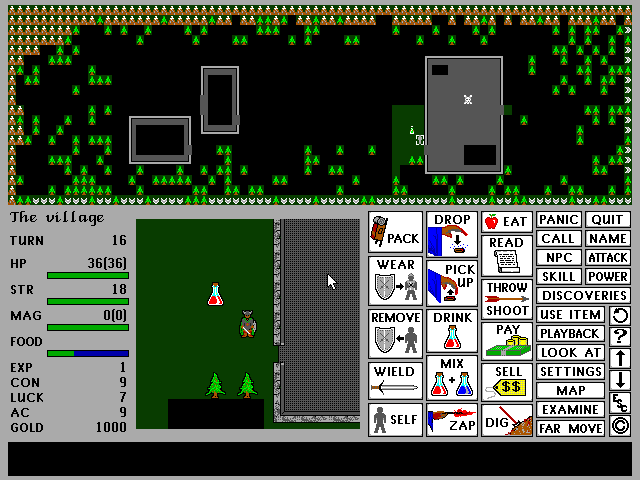 The village
TURN 16
HP 36(36)
STR 18
MAG 0(0)
FOOD
EXP 1
CON 9
LUCK 7
AC 9
GOLD 1000
PACK
WEAR
REMOVE
WIELD
SELF
DROP
PICK UP
DRINK
MIX
ZAP
EAT
READ
THROW
SHOOT
PAY
SELL
$$
DIG
PANIC QUIT
CALL NAME
NPC ATTACK
SKILL POWER
DISCOVERIES
USE ITEM
PLAYBACK ?
LOOK AT
SETTINGS
MAP
EXAMINE ESC
FAR MOVE ©